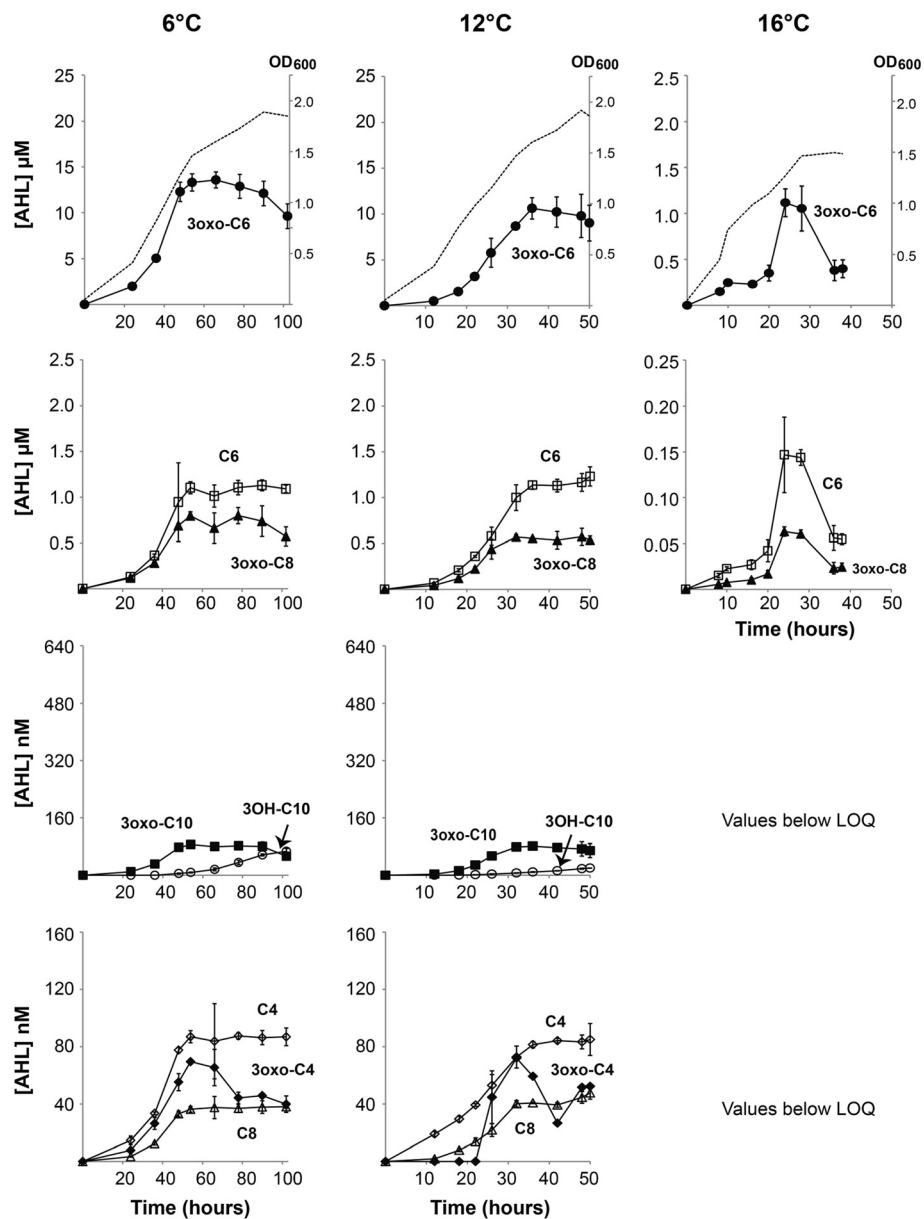 6°C 12°C 16°C
OD600 OD600 OD600
[AHL] µM
25 20 15 10 5
2.0 1.5 1.0 0.5
3oxo-C6
0 20 40 60 80 100
25 20 15 10 5
2.0 1.5 1.0 0.5
3oxo-C6
0 10 20 30 40 50
2.5 2.0 1.5 1.0 0.5
2.0 1.5 1.0 0.5
3oxo-C6
0 10 20 30 40 50
[AHL] µM
2.5 2.0 1.5 1.0 0.5
C6
3oxo-C8
0 20 40 60 80 100
2.5 2.0 1.5 1.0 0.5
C6
3oxo-C8
0 10 20 30 40 50
0.25 0.20 0.15 0.10 0.05
C6
3oxo-C8
0 10 20 30 40 50
Time (hours)
[AHL] nM
640 480 320 160
3OH-C10
3oxo-C10
0 20 40 60 80 100
640 480 320 160
3OH-C10
3oxo-C10
0 10 20 30 40 50
Values below LOQ
[AHL] nM
160 120 80 40
C4
3oxo-C4
C8
0 20 40 60 80 100
Time (hours)
160 120 80 40
C4
3oxo-C4
C8
0 10 20 30 40 50
Time (hours)
Values below LOQ